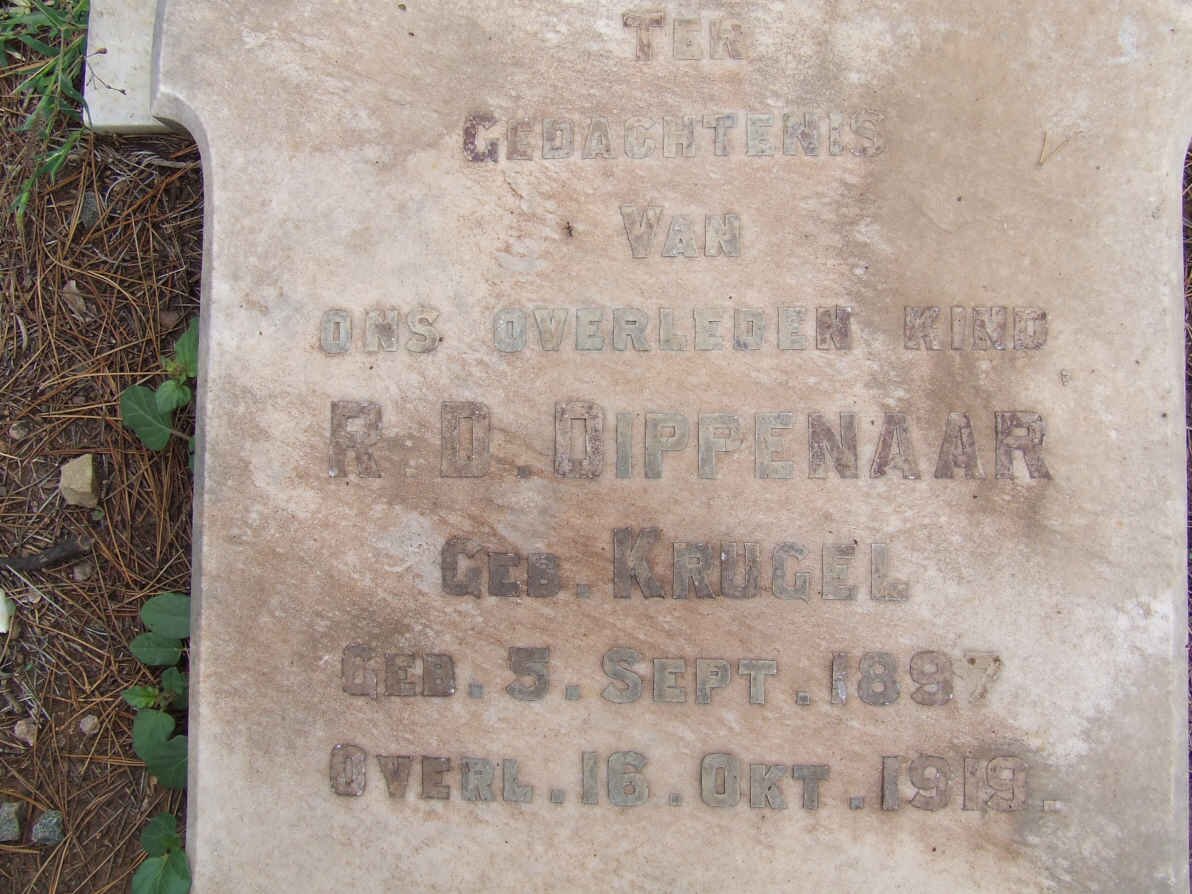 TER
GEDACHTENIS
VAN
ONS OVERLEDEN KIND
R.D. DIPPENAAR
GEB. KRUGEL
GEB. 5. SEPT. 1897
OVERL. 16. OKT. 1919.